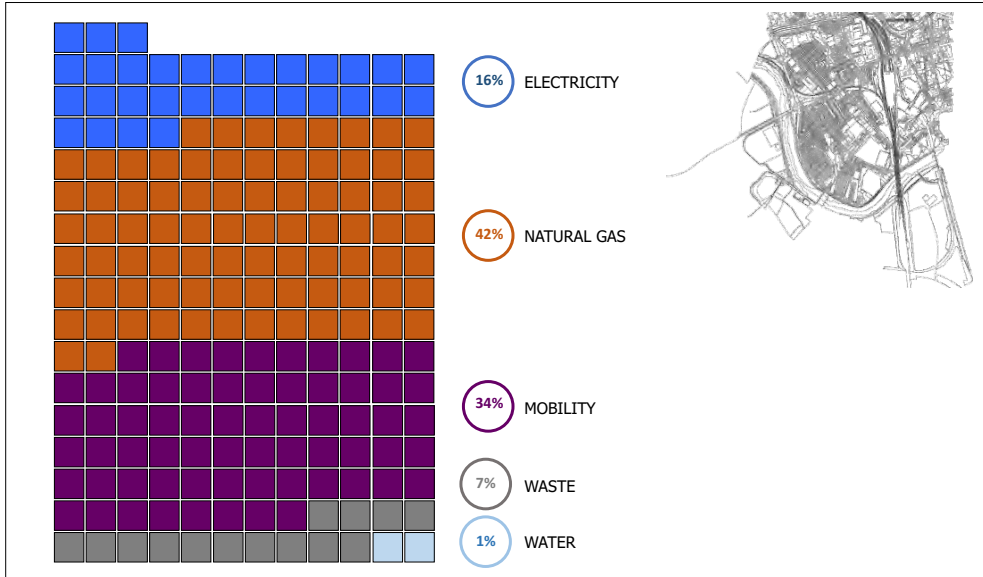 16% ELECTRICITY
42% NATURAL GAS
34% MOBILITY
7% WASTE
1% WATER